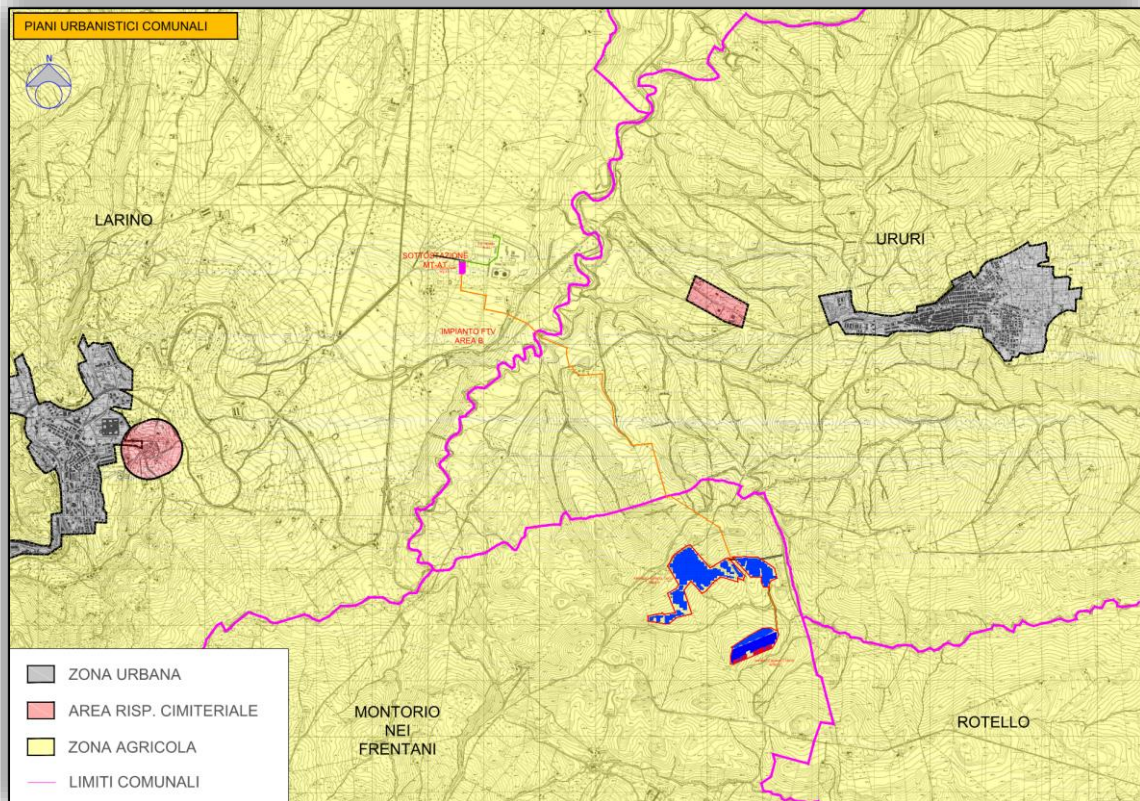 PIANI URBANISTICI COMUNALI
N
LARINO
URURI
SOTTOSTAZIONE
MT-AT
IMPIANTO FTV
AREA B
MONTORIO
NEI
FRENTANI
ROTELLO
ZONA URBANA
AREA RISP. CIMITERIALE
ZONA AGRICOLA
LIMITI COMUNALI